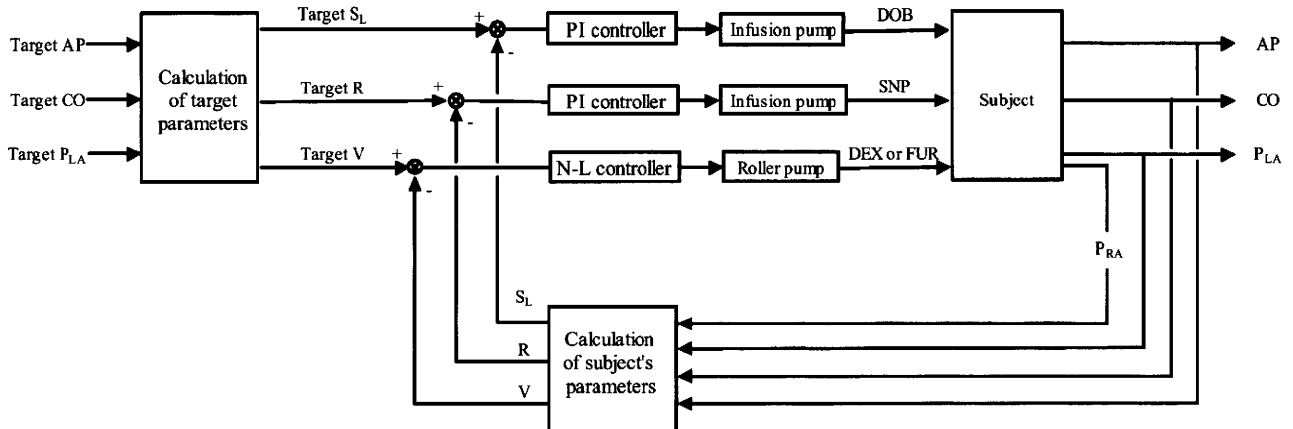 Target S_L
DOB
+
-
PI controller
Infusion pump
Target AP
AP
Calculation
of target
parameters
Target R
SNP
Target CO
+
-
PI controller
Infusion pump
Subject
CO
Target V
DEX or FUR
Target P_LA
+
-
N-L controller
Roller pump
P_LA
P_RA
S_L
R
V
Calculation
of subject's
parameters